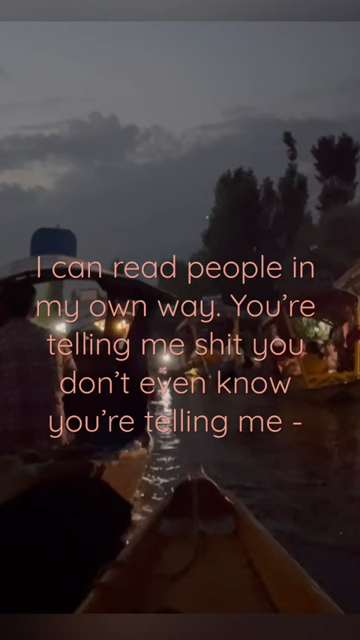 I can read people in
my own way. You’re
telling me shit you
don’t even know
you’re telling me -